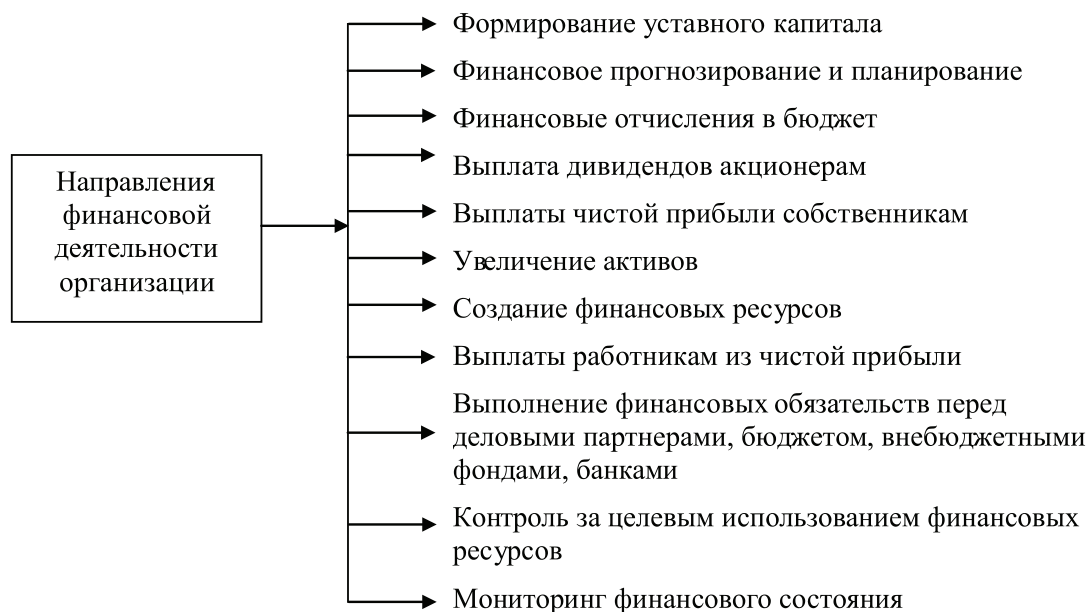 Направления
финансовой
деятельности
организации
Формирование уставного капитала
Финансовое прогнозирование и планирование
Финансовые отчисления в бюджет
Выплата дивидендов акционерам
Выплаты чистой прибыли собственникам
Увеличение активов
Создание финансовых ресурсов
Выплаты работникам из чистой прибыли
Выполнение финансовых обязательств перед
деловыми партнерами, бюджетом, внебюджетными
фондами, банками
Контроль за целевым использованием финансовых
ресурсов
Мониторинг финансового состояния